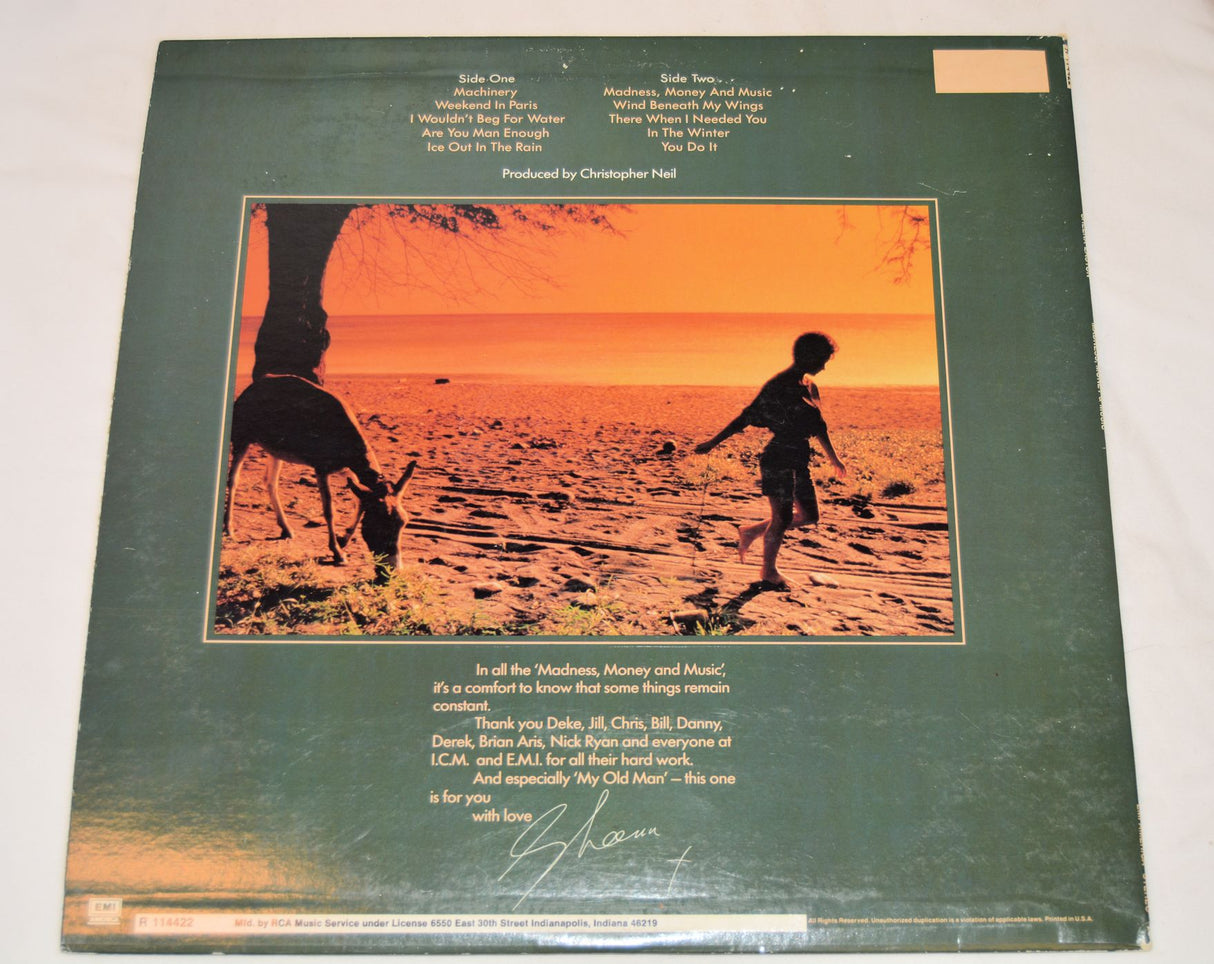 Side One
Machinery
Weekend In Paris
I Wouldn't Beg For Water
Are You Man Enough
Ice Out In The Rain
Side Two
Madness, Money And Music
Wind Beneath My Wings
There When I Needed You
In The Winter
You Do It
Produced by Christopher Neil
In all the 'Madness, Money and Music',
it's a comfort to know that some things remain
constant.
Thank you Deke, Jill, Chris, Bill, Danny,
Derek, Brian Aris, Nick Ryan and everyone at
I.C.M. and E.M.I. for all their hard work.
And especially 'My Old Man' – this one
is for you
with love
Sheena
x
EMI
AMERICA
R 114422 Mfd. by RCA Music Service under License 6550 East 30th Street Indianapolis, Indiana 46219
All Rights Reserved. Unauthorized duplication is a violation of applicable laws. Printed in U.S.A.